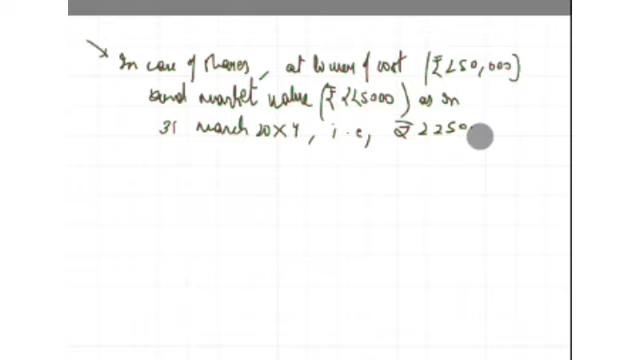 In case of shares, at lower of cost (₹250,000)
and market value (₹225000) as on
31 march 20X4, i.e, ₹2250